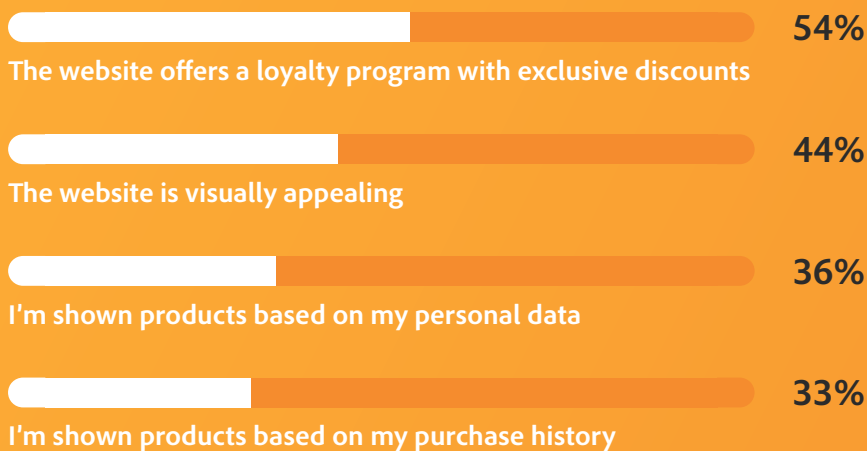 54%
The website offers a loyalty program with exclusive discounts
44%
The website is visually appealing
36%
I'm shown products based on my personal data
33%
I'm shown products based on my purchase history